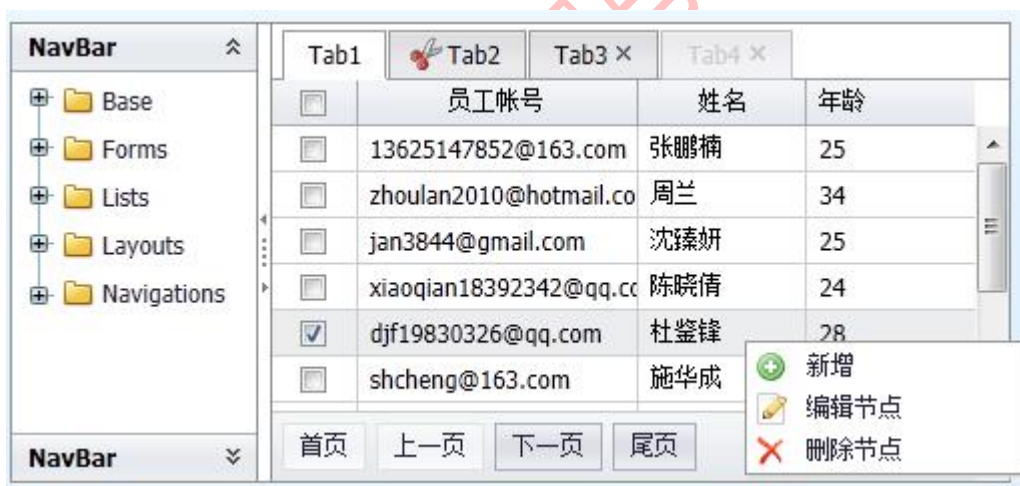 NavBar
Tab1 Tab2 Tab3 Tab4
Base
Forms
Lists
Layouts
Navigations
员工帐号 姓名 年龄
13625147852@163.com 张鹏楠 25
zhoulan2010@hotmail.co 周兰 34
jan3844@gmail.com 沈臻妍 25
xiaoqian18392342@qq.cc 陈晓倩 24
djf19830326@qq.com 杜鉴锋 28
shcheng@163.com 施华成
新增
编辑节点
删除节点
首页 上一页 下一页 尾页
NavBar